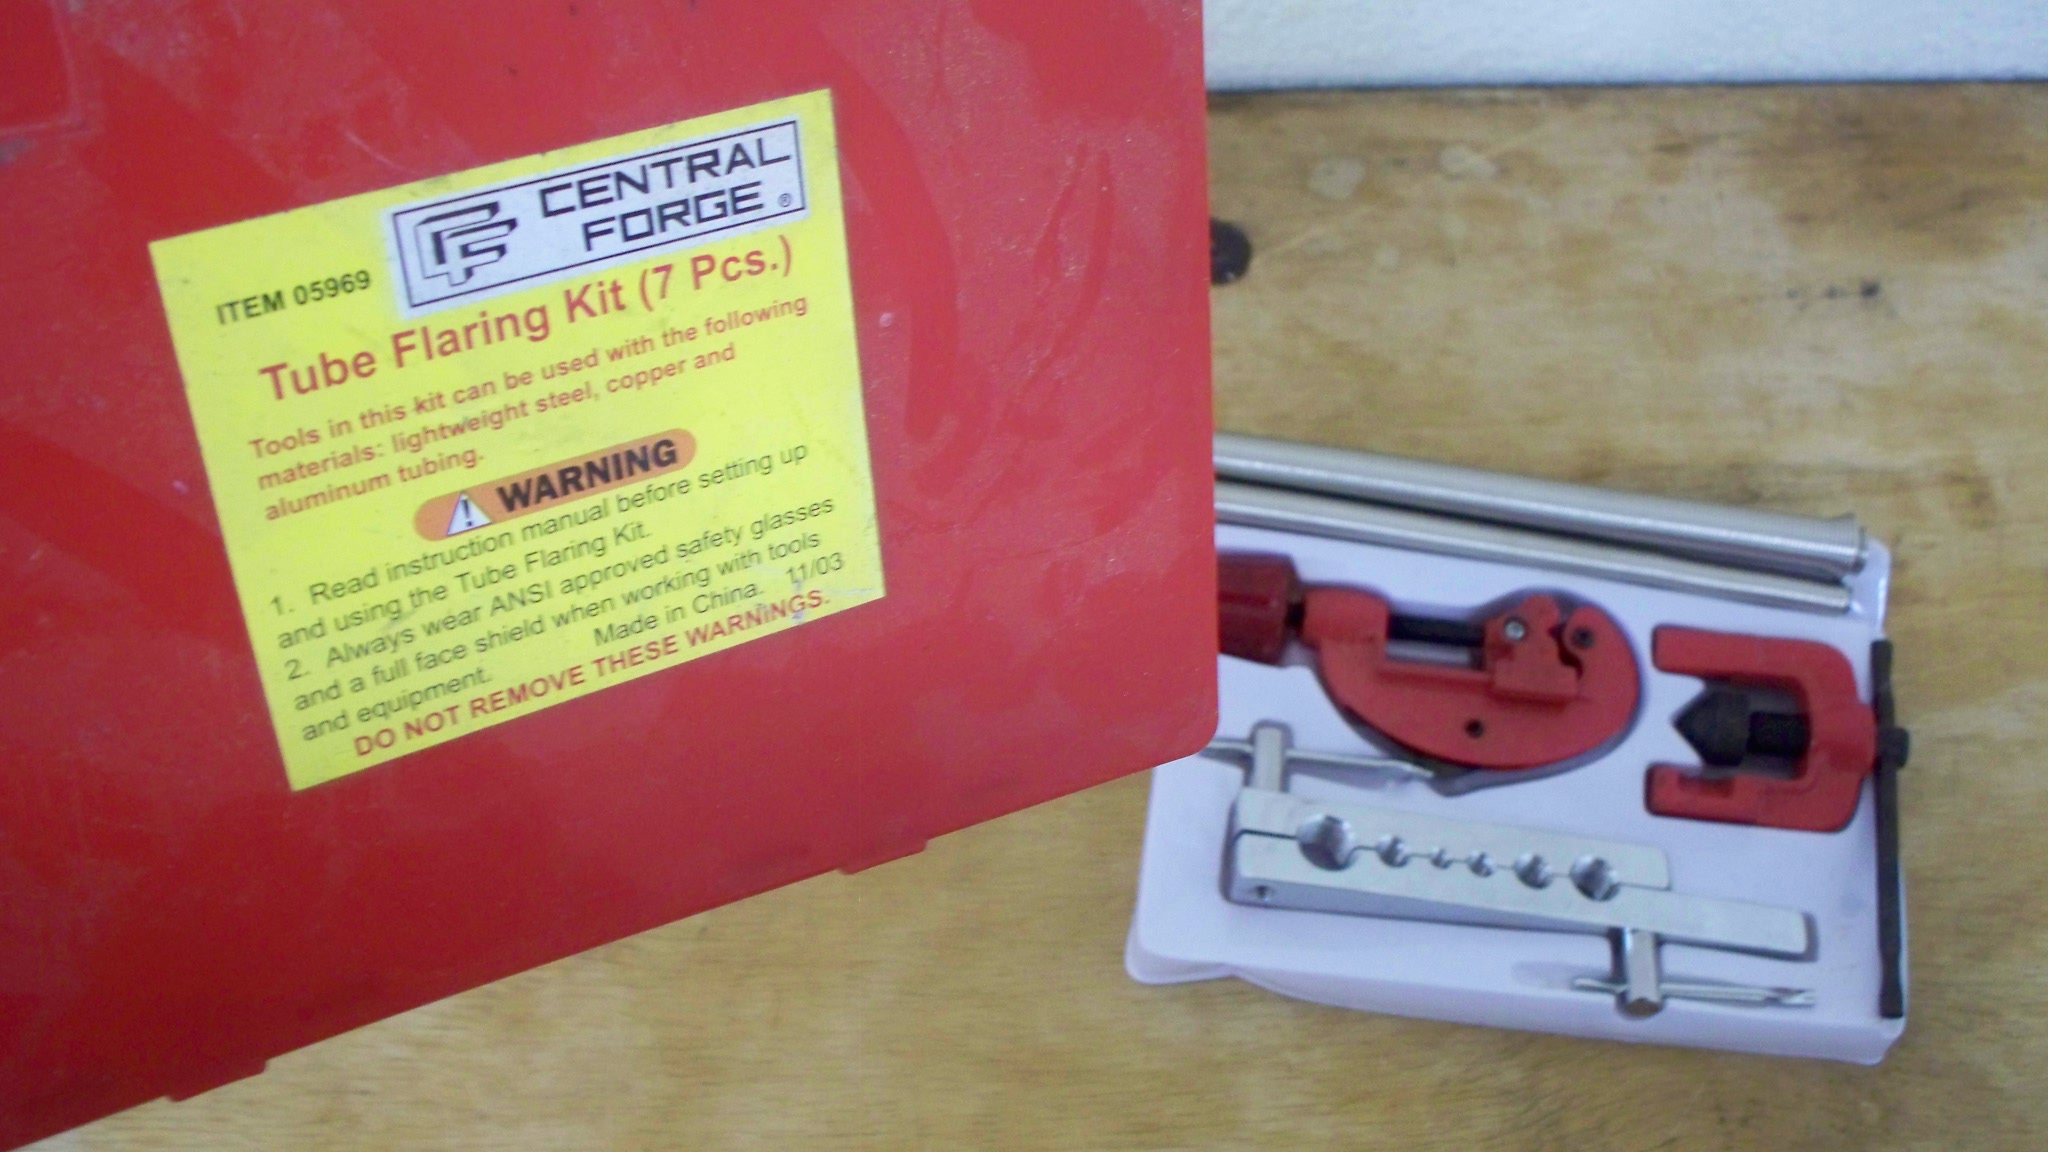 CF CENTRAL
FORGE ®
ITEM 05969
Tube Flaring Kit (7 Pcs.)
Tools in this kit can be used with the following
materials: lightweight steel, copper and
aluminum tubing.
WARNING
1. Read instruction manual before setting up
and using the Tube Flaring Kit.
2. Always wear ANSI approved safety glasses
and a full face shield when working with tools
and equipment. Made in China. 11/03
DO NOT REMOVE THESE WARNINGS.